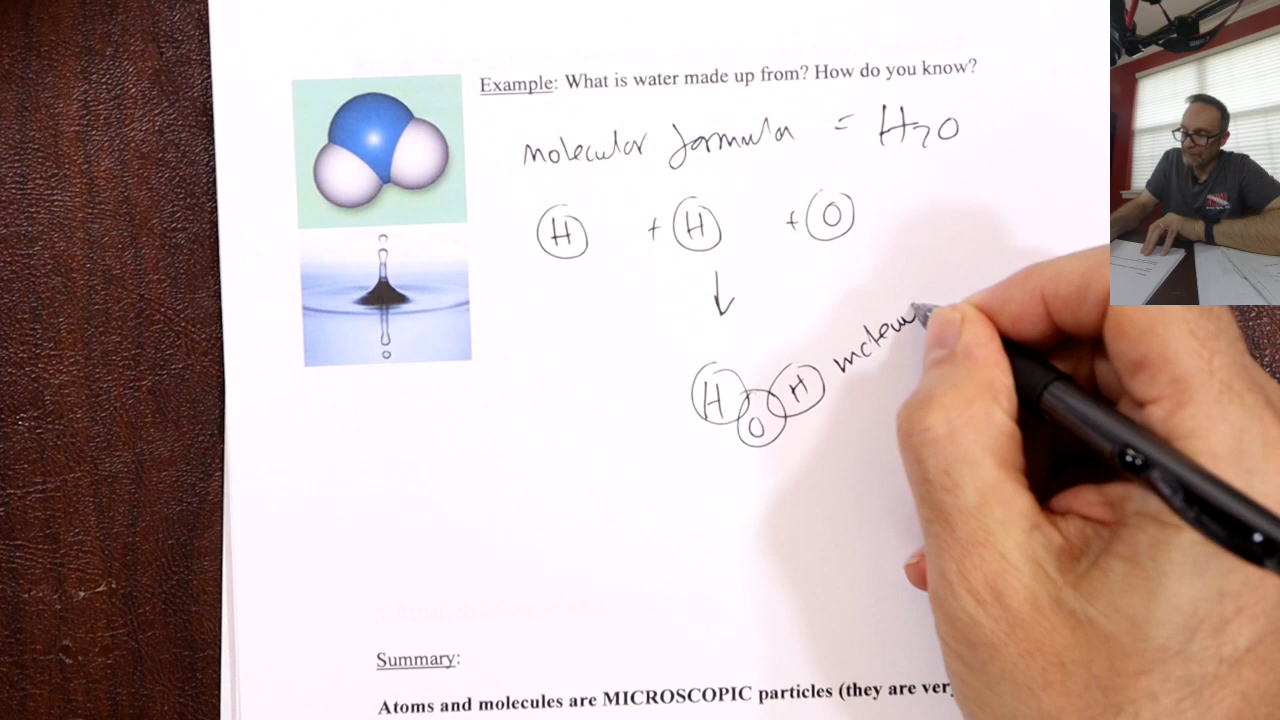 Example: What is water made up from? How do you know?
molecular formula = H₂O
H + H + O
H O H molecu
Summary:
Atoms and molecules are MICROSCOPIC particles (they are ver